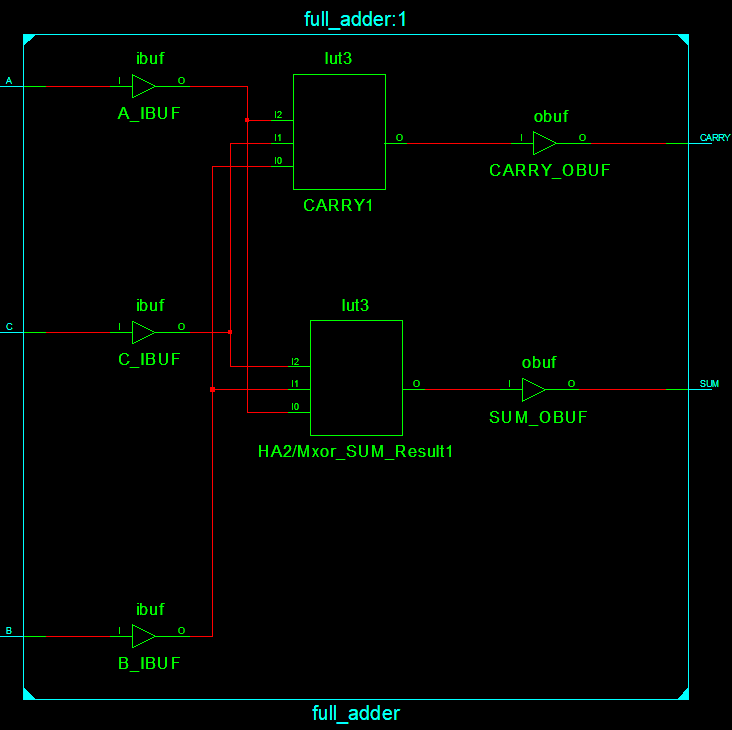 full_adder:1
ibuf
A
I
O
A_IBUF
lut3
I2
I1
I0
O
CARRY1
obuf
I
O
CARRY
CARRY_OBUF
ibuf
C
I
O
C_IBUF
lut3
I2
I1
I0
O
HA2/Mxor_SUM_Result1
obuf
I
O
SUM
SUM_OBUF
ibuf
B
I
O
B_IBUF
full_adder